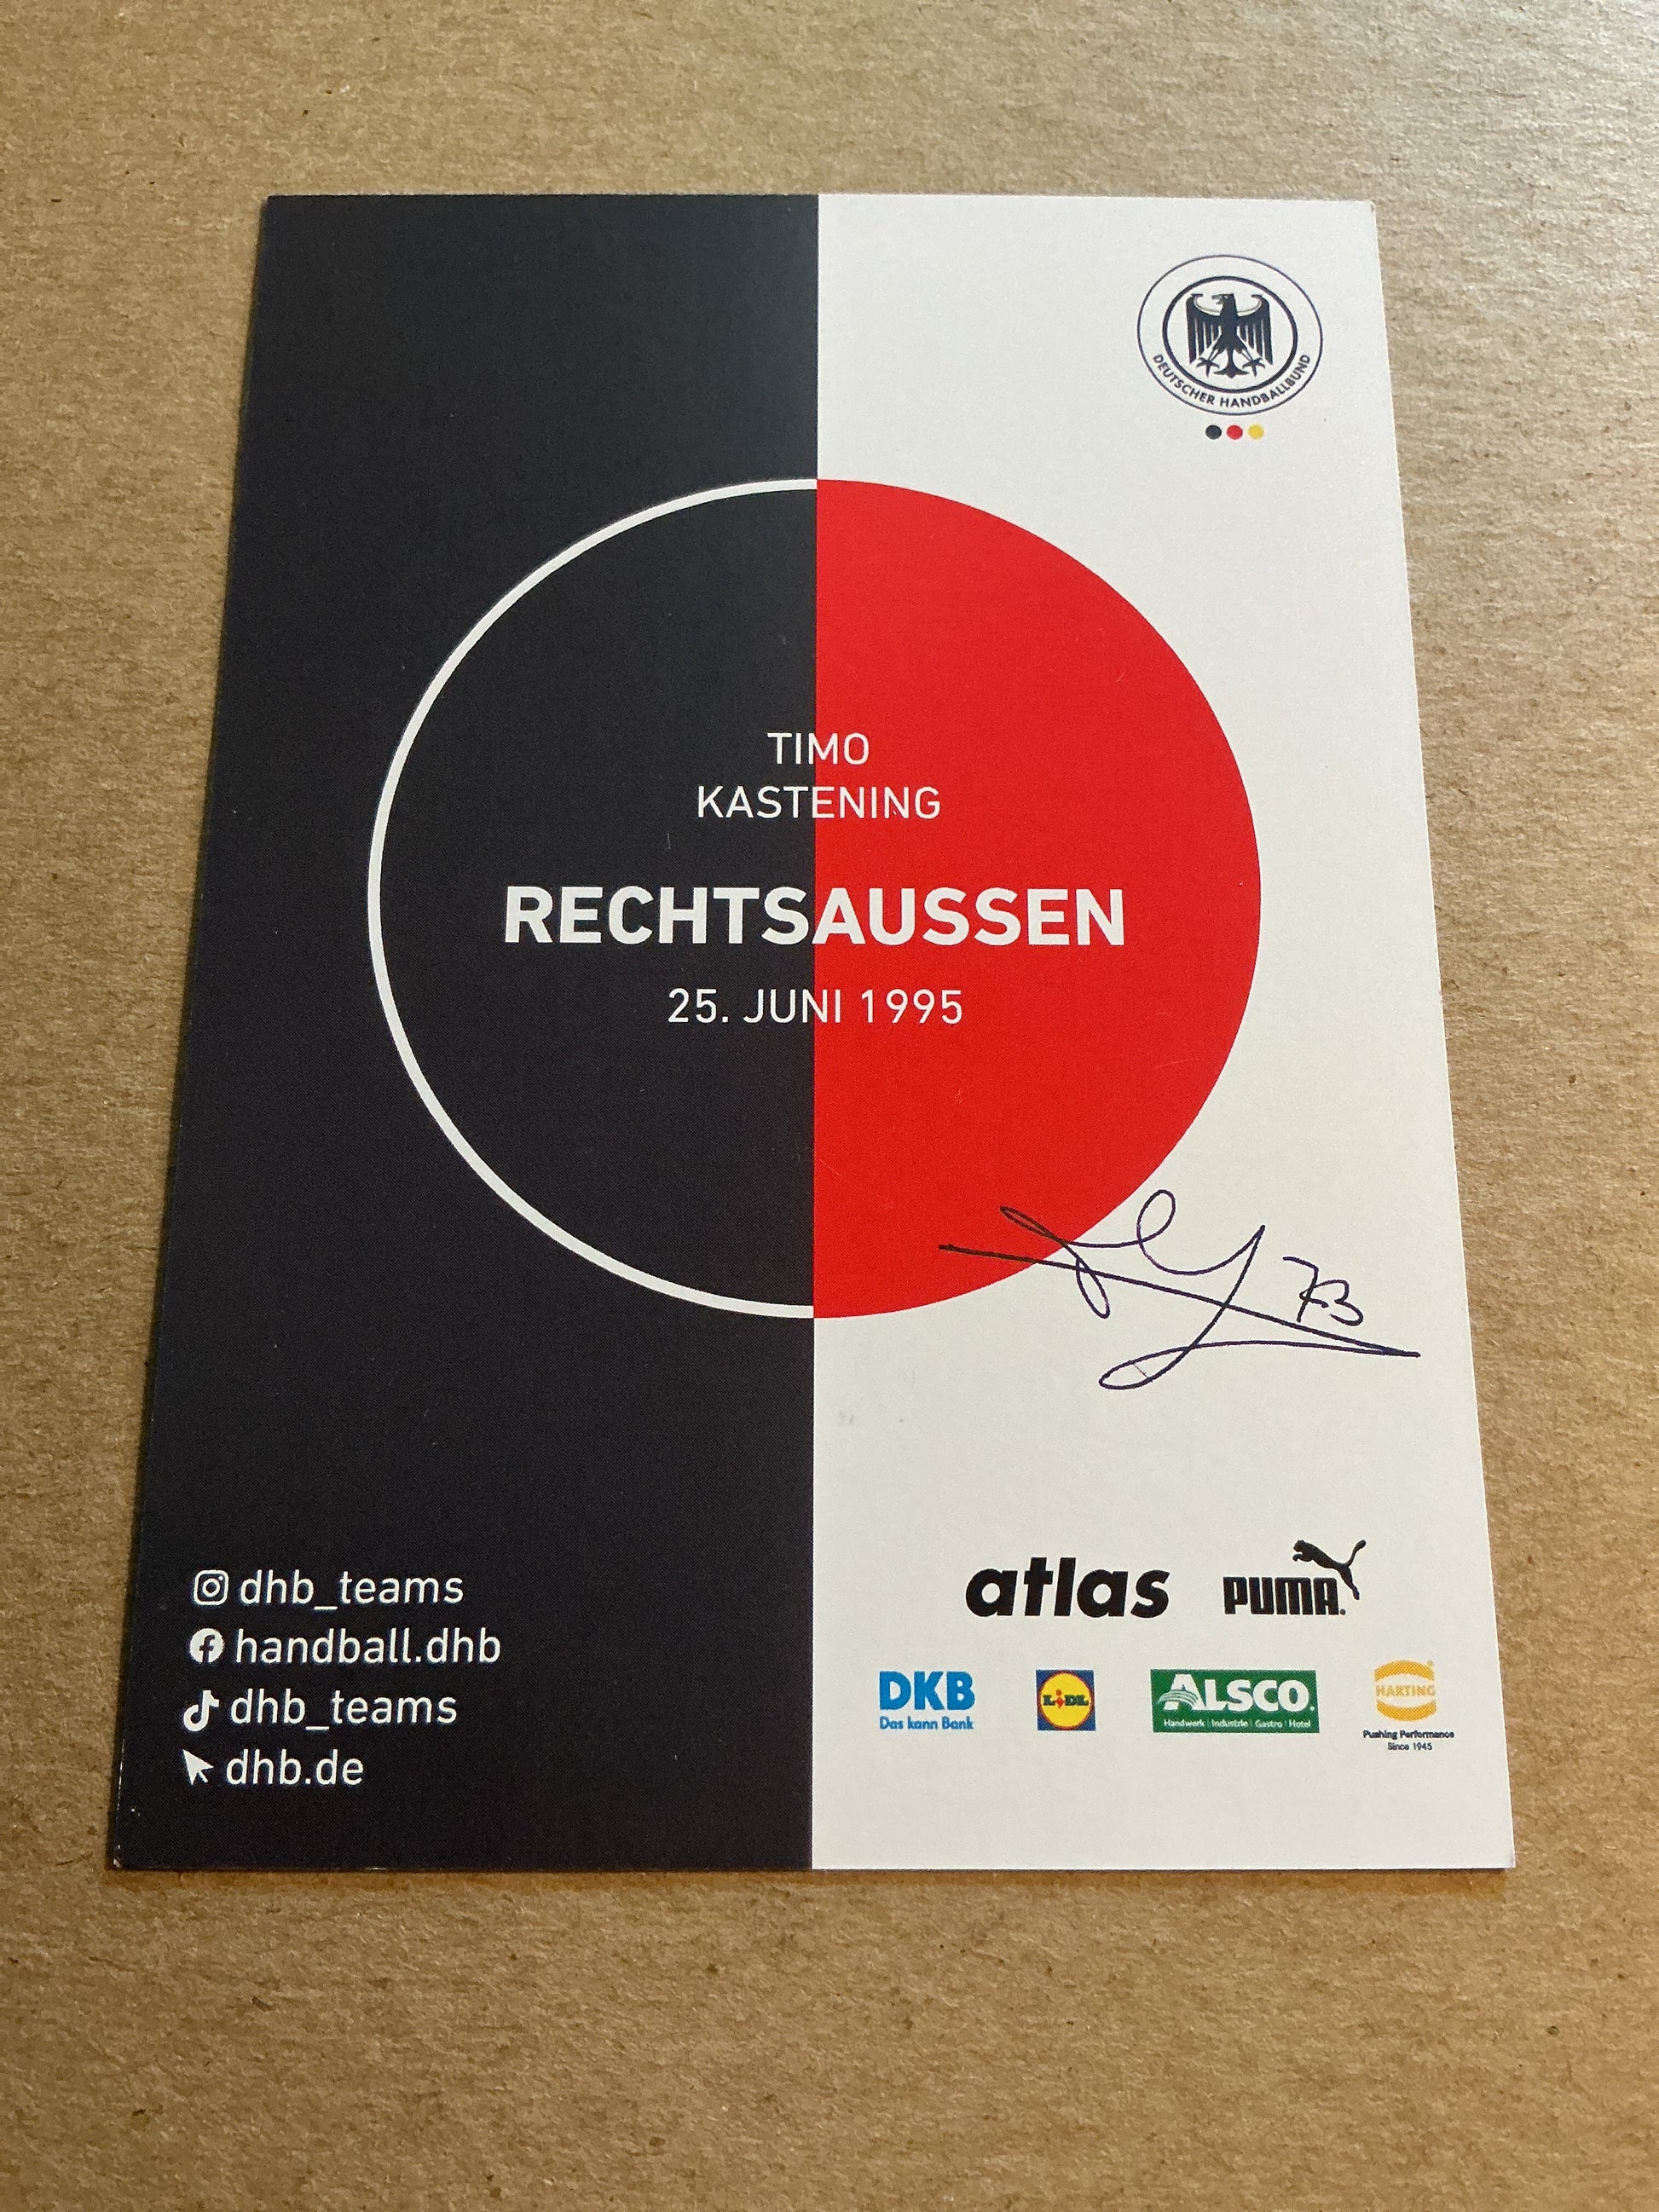 DEUTSCHER HANDBALLBUND
TIMO
KASTENING
RECHTSAUSSEN
25. JUNI 1995
73
dhb_teams
handball.dhb
dhb_teams
dhb.de
atlas
PUMA.
DKB
Das kann Bank
LIDL
ALSCO.
Handwerk | Industrie | Gastro | Hotel
HARTING
Pushing Performance
Since 1945